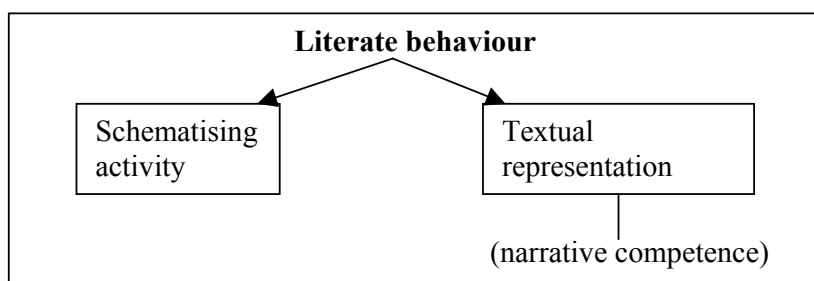 Literate behaviour
Schematising
activity
Textual
representation
(narrative competence)